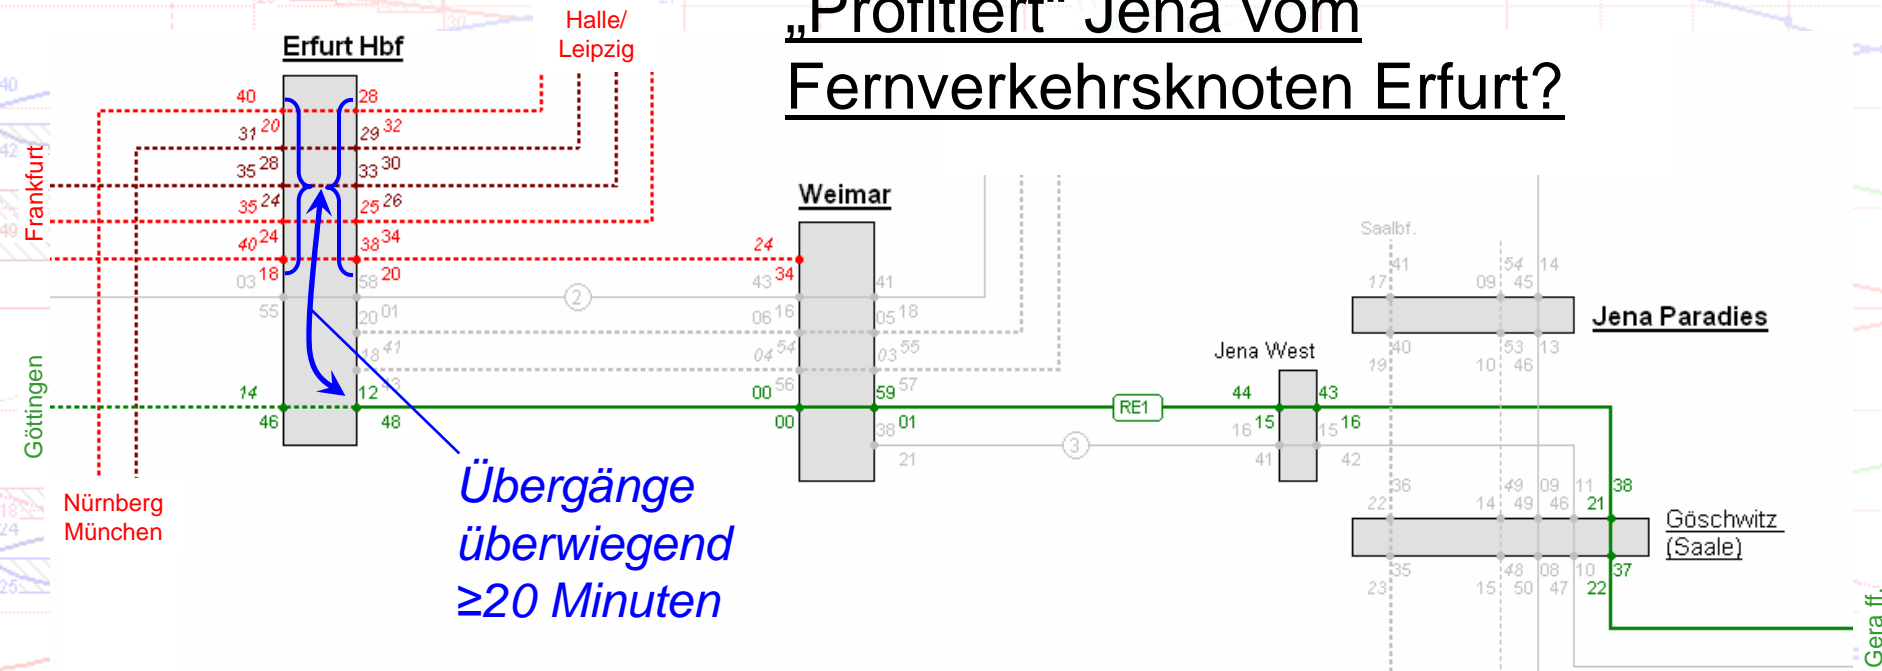 „Profitiert“ Jena vom
Fernverkehrsknoten Erfurt?
Halle/
Leipzig
Erfurt Hbf
40 28
20 32
31 29
28 30
35 33
24 26
35 25
24 34
40 38
18 20
03 58
55 01
20
41
18
43
14 12
46 48
Frankfurt
Göttingen
Nürnberg
München
Übergänge
überwiegend
≥20 Minuten
Weimar
24
34
43 41
16 18
06 05
54 55
04 03
56 57
00 59
00 01
38
21
2
RE1
3
Jena West
44 43
15 16
16 15
41 42
Saalbf.
41 54 14
17 09 45
Jena Paradies
40 53 13
19 10 46
36 49 09 11 38
22 14 49 46 21
Göschwitz
(Saale)
35 48 08 10 37
23 15 50 47 22
Gera ff.